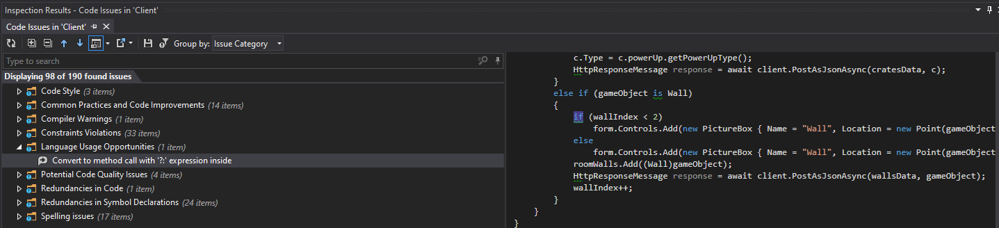 Inspection Results - Code Issues in 'Client'
Code Issues in 'Client'
Group by: Issue Category
Type to search
Displaying 98 of 190 found issues
Code Style (3 items)
Common Practices and Code Improvements (14 items)
Compiler Warnings (1 item)
Constraints Violations (33 items)
Language Usage Opportunities (1 item)
Convert to method call with '?:' expression inside
Potential Code Quality Issues (4 items)
Redundancies in Code (1 item)
Redundancies in Symbol Declarations (24 items)
Spelling issues (17 items)
c.Type = c.powerUp.getPowerUpType();
HttpResponseMessage response = await client.PostAsJsonAsync(cratesData, c);
}
else if (gameObject is Wall)
{
if (wallIndex < 2)
form.Controls.Add(new PictureBox { Name = "Wall", Location = new Point(gameObject
else
form.Controls.Add(new PictureBox { Name = "Wall", Location = new Point(gameObject
roomWalls.Add((Wall)gameObject);
HttpResponseMessage response = await client.PostAsJsonAsync(wallsData, gameObject);
wallIndex++;
}
}
}